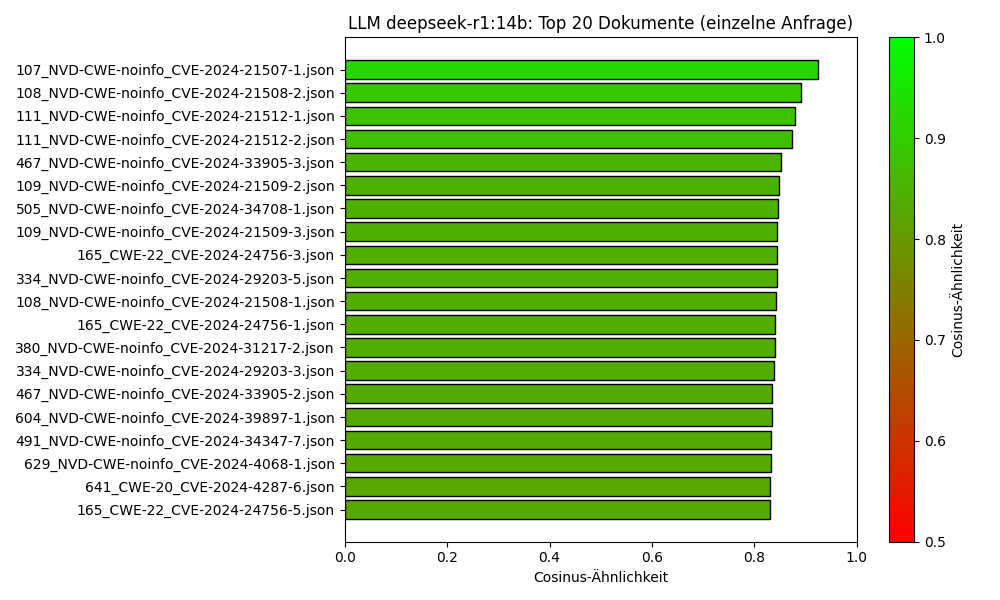 LLM deepseek-r1:14b: Top 20 Dokumente (einzelne Anfrage)
107_NVD-CWE-noinfo_CVE-2024-21507-1.json
108_NVD-CWE-noinfo_CVE-2024-21508-2.json
111_NVD-CWE-noinfo_CVE-2024-21512-1.json
111_NVD-CWE-noinfo_CVE-2024-21512-2.json
467_NVD-CWE-noinfo_CVE-2024-33905-3.json
109_NVD-CWE-noinfo_CVE-2024-21509-2.json
505_NVD-CWE-noinfo_CVE-2024-34708-1.json
109_NVD-CWE-noinfo_CVE-2024-21509-3.json
165_CWE-22_CVE-2024-24756-3.json
334_NVD-CWE-noinfo_CVE-2024-29203-5.json
108_NVD-CWE-noinfo_CVE-2024-21508-1.json
165_CWE-22_CVE-2024-24756-1.json
380_NVD-CWE-noinfo_CVE-2024-31217-2.json
334_NVD-CWE-noinfo_CVE-2024-29203-3.json
467_NVD-CWE-noinfo_CVE-2024-33905-2.json
604_NVD-CWE-noinfo_CVE-2024-39897-1.json
491_NVD-CWE-noinfo_CVE-2024-34347-7.json
629_NVD-CWE-noinfo_CVE-2024-4068-1.json
641_CWE-20_CVE-2024-4287-6.json
165_CWE-22_CVE-2024-24756-5.json
0.0 0.2 0.4 0.6 0.8 1.0
Cosinus-Ähnlichkeit
1.0
0.9
0.8
0.7
0.6
0.5
Cosinus-Ähnlichkeit